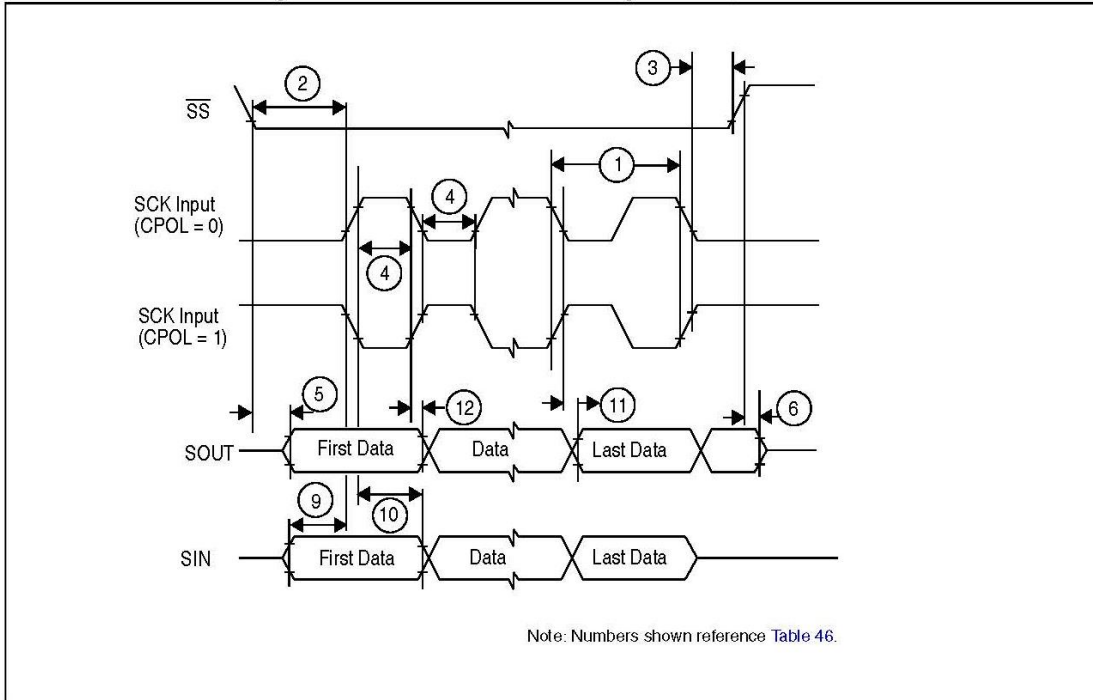 3
2
SS
1
SCK Input
(CPOL = 0)
4
4
SCK Input
(CPOL = 1)
5
12
11
6
SOUT
First Data
Data
Last Data
9
10
SIN
First Data
Data
Last Data
Note: Numbers shown reference Table 46.